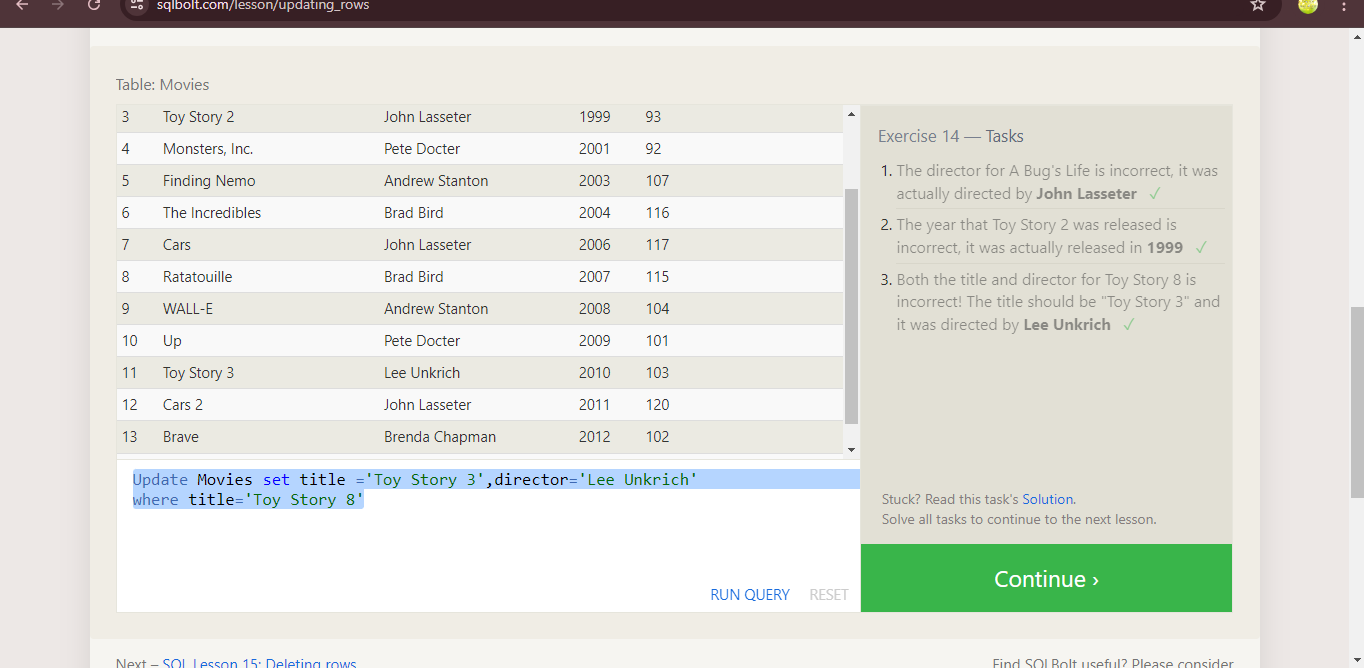 sqlbolt.com/lesson/updating_rows
Table: Movies
3 Toy Story 2 John Lasseter 1999 93
4 Monsters, Inc. Pete Docter 2001 92
5 Finding Nemo Andrew Stanton 2003 107
6 The Incredibles Brad Bird 2004 116
7 Cars John Lasseter 2006 117
8 Ratatouille Brad Bird 2007 115
9 WALL-E Andrew Stanton 2008 104
10 Up Pete Docter 2009 101
11 Toy Story 3 Lee Unkrich 2010 103
12 Cars 2 John Lasseter 2011 120
13 Brave Brenda Chapman 2012 102
Update Movies set title ='Toy Story 3',director='Lee Unkrich'
where title='Toy Story 8'
RUN QUERY RESET
Exercise 14 — Tasks
1. The director for A Bug's Life is incorrect, it was
actually directed by John Lasseter ✓
2. The year that Toy Story 2 was released is
incorrect, it was actually released in 1999 ✓
3. Both the title and director for Toy Story 8 is
incorrect! The title should be "Toy Story 3" and
it was directed by Lee Unkrich ✓
Stuck? Read this task's Solution.
Solve all tasks to continue to the next lesson.
Continue ›
Next – SQL Lesson 15: Deleting rows
Find SQLBolt useful? Please consider